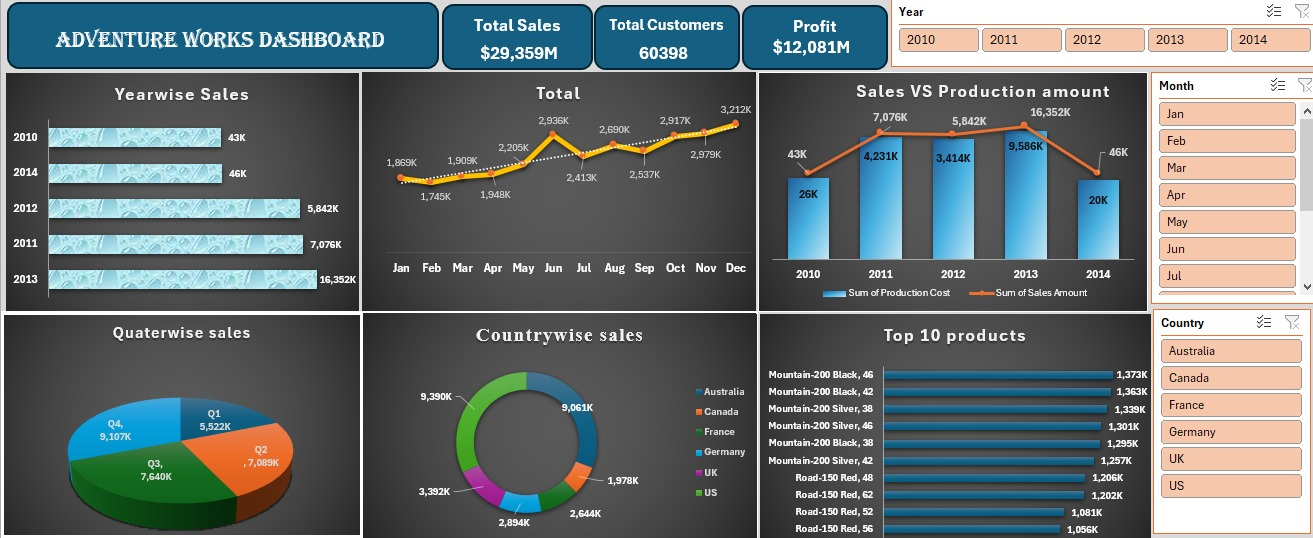 ADVENTURE WORKS DASHBOARD
Total Sales
$29,359M
Total Customers
60398
Profit
$12,081M
Year
2010
2011
2012
2013
2014
Yearwise Sales
2010
43K
2014
46K
2012
5,842K
2011
7,076K
2013
16,352K
Total
1,869K
1,745K
1,909K
1,948K
2,205K
2,936K
2,413K
2,690K
2,537K
2,917K
2,979K
3,212K
Jan Feb Mar Apr May Jun Jul Aug Sep Oct Nov Dec
Sales VS Production amount
43K
7,076K
5,842K
16,352K
46K
26K
4,231K
3,414K
9,586K
20K
2010 2011 2012 2013 2014
Sum of Production Cost
Sum of Sales Amount
Month
Jan
Feb
Mar
Apr
May
Jun
Jul
Quaterwise sales
Q1
5,522K
Q2
, 7,089K
Q3,
7,640K
Q4,
9,107K
Countrywise sales
9,061K
1,978K
2,644K
2,894K
3,392K
9,390K
Australia
Canada
France
Germany
UK
US
Top 10 products
Mountain-200 Black, 46
1,373K
Mountain-200 Black, 42
1,363K
Mountain-200 Silver, 38
1,339K
Mountain-200 Silver, 46
1,301K
Mountain-200 Black, 38
1,295K
Mountain-200 Silver, 42
1,257K
Road-150 Red, 48
1,206K
Road-150 Red, 62
1,202K
Road-150 Red, 52
1,081K
Road-150 Red, 56
1,056K
Country
Australia
Canada
France
Germany
UK
US